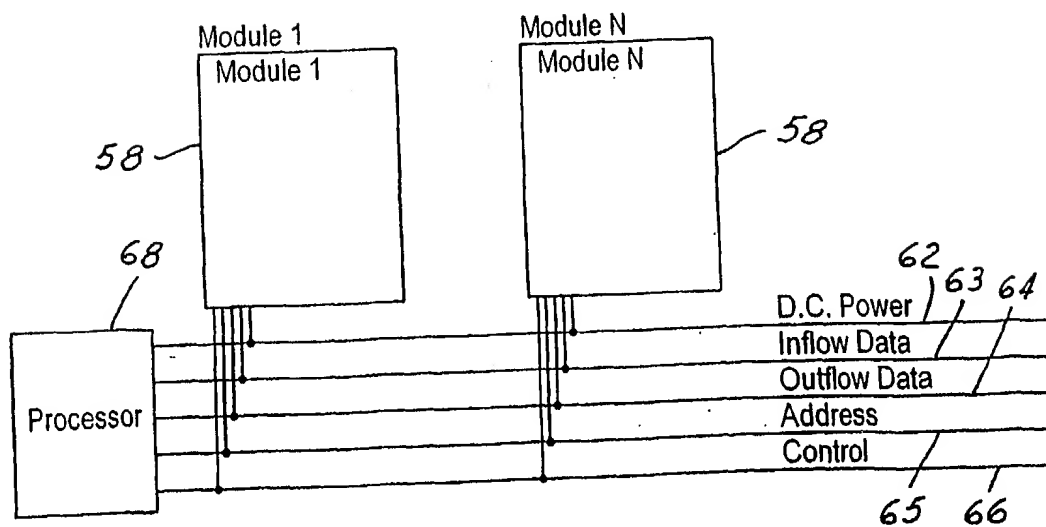 Module 1
Module 1
Module N
Module N
58
58
68
62
63
64
D.C. Power
Inflow Data
Outflow Data
Address
Control
Processor
65
66